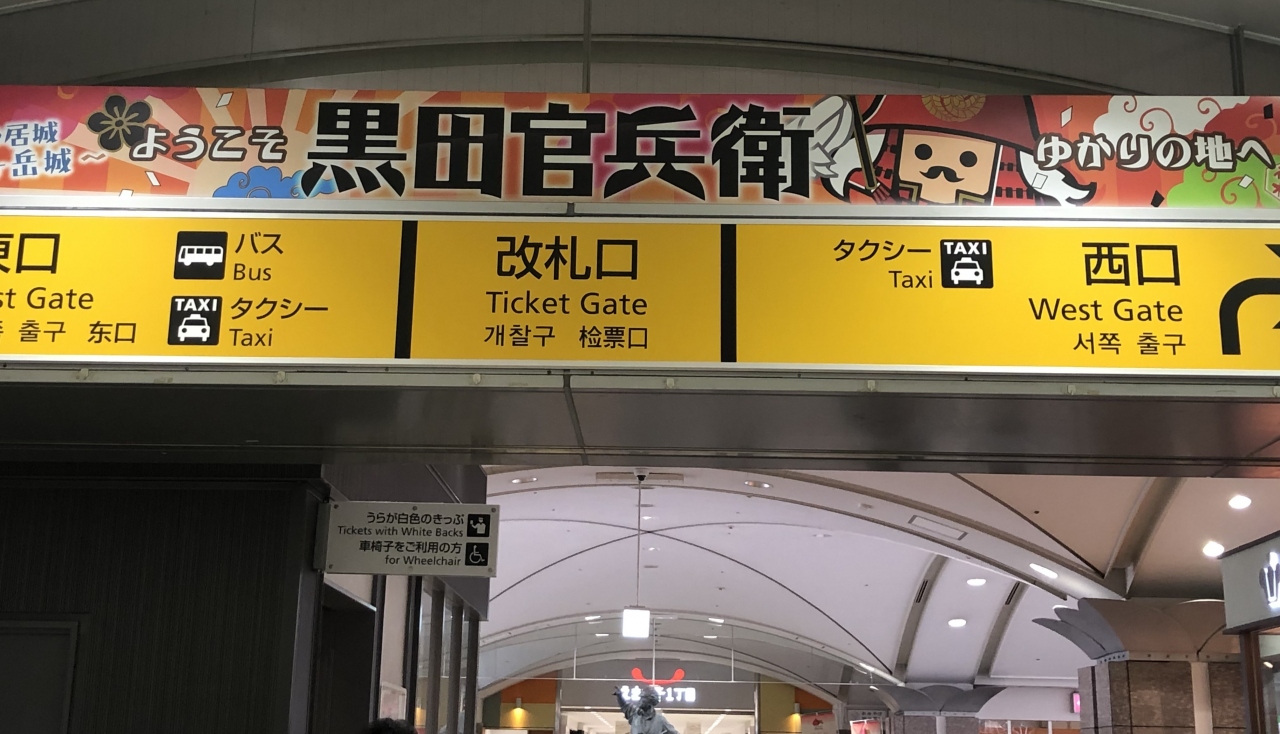 居城
岳城～
ようこそ
黒田官兵衛
ゆかりの地へ
東口
st Gate
출구 东口
バス
Bus
TAXI
タクシー
Taxi
改札口
Ticket Gate
개찰구 检票口
タクシー
Taxi
TAXI
西口
West Gate
서쪽 출구
うらが白色のきっぷ
Tickets with White Backs
車椅子をご利用の方
for Wheelchair
1丁目